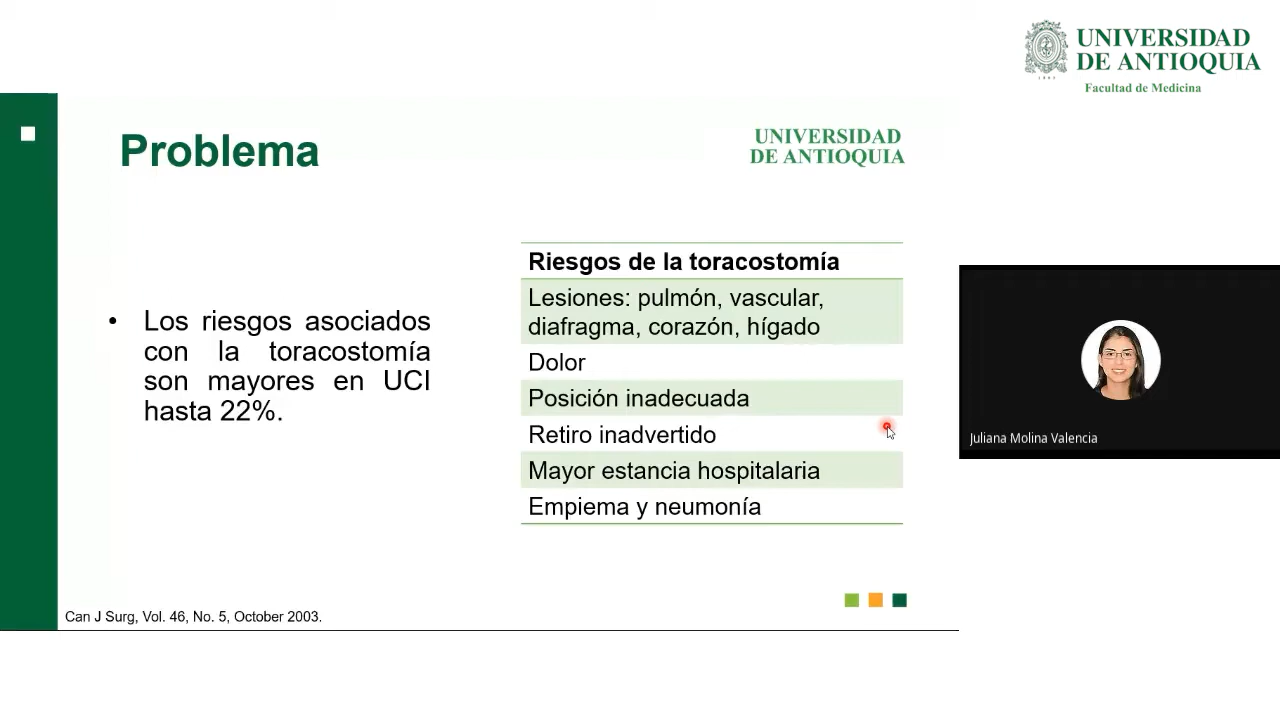 UNIVERSIDAD
DE ANTIOQUIA
1803
Facultad de Medicina
Problema
UNIVERSIDAD
DE ANTIOQUIA
• Los riesgos asociados
con la toracostomía
son mayores en UCI
hasta 22%.
Riesgos de la toracostomía
Lesiones: pulmón, vascular,
diafragma, corazón, hígado
Dolor
Posición inadecuada
Retiro inadvertido
Mayor estancia hospitalaria
Empiema y neumonía
Juliana Molina Valencia
Can J Surg, Vol. 46, No. 5, October 2003.